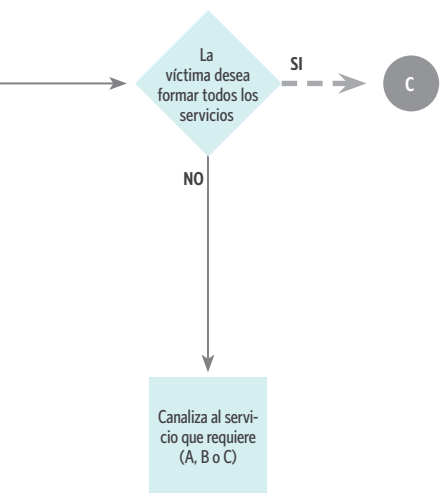 La
víctima desea
formar todos los
servicios
SI
C
NO
Canaliza al servi-
cio que requiere
(A, B o C)